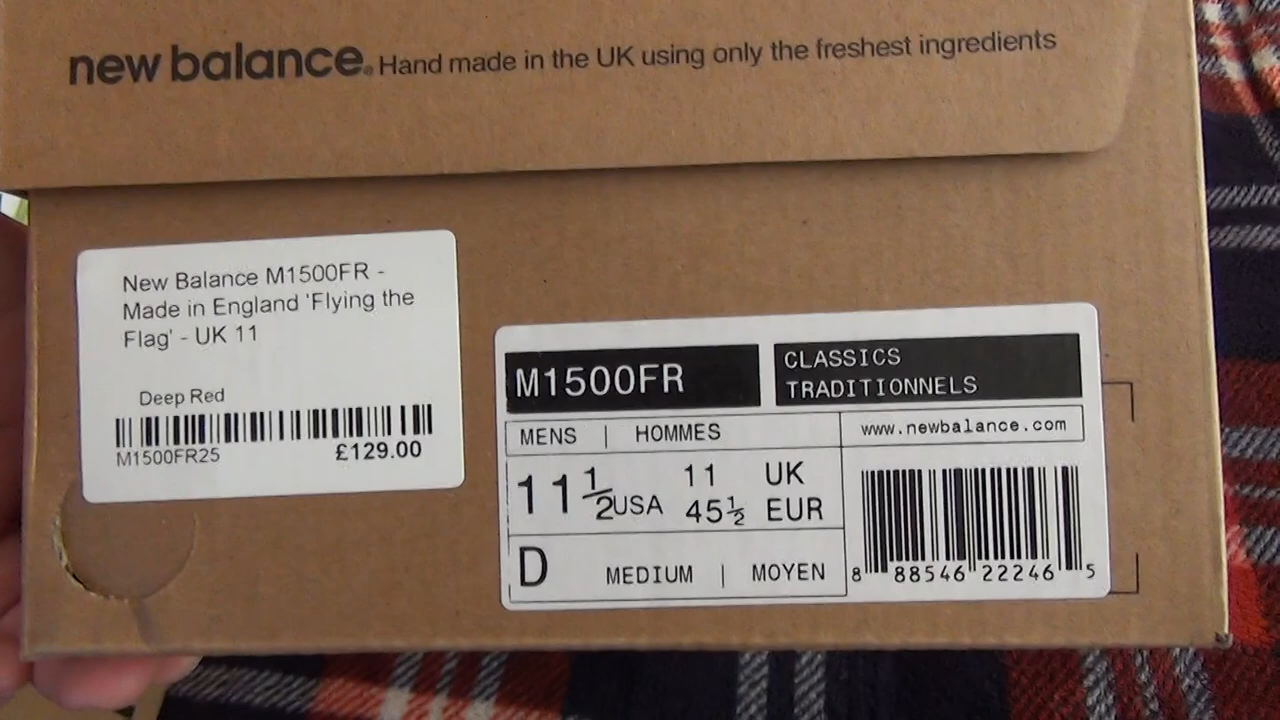 new balance. Hand made in the UK using only the freshest ingredients
New Balance M1500FR -
Made in England 'Flying the
Flag' - UK 11
Deep Red
M1500FR25 £129.00
M1500FR
CLASSICS
TRADITIONNELS
MENS | HOMMES
www.newbalance.com
11 1/2 USA 11 UK
45 1/2 EUR
D MEDIUM | MOYEN
8 88546 22246 5